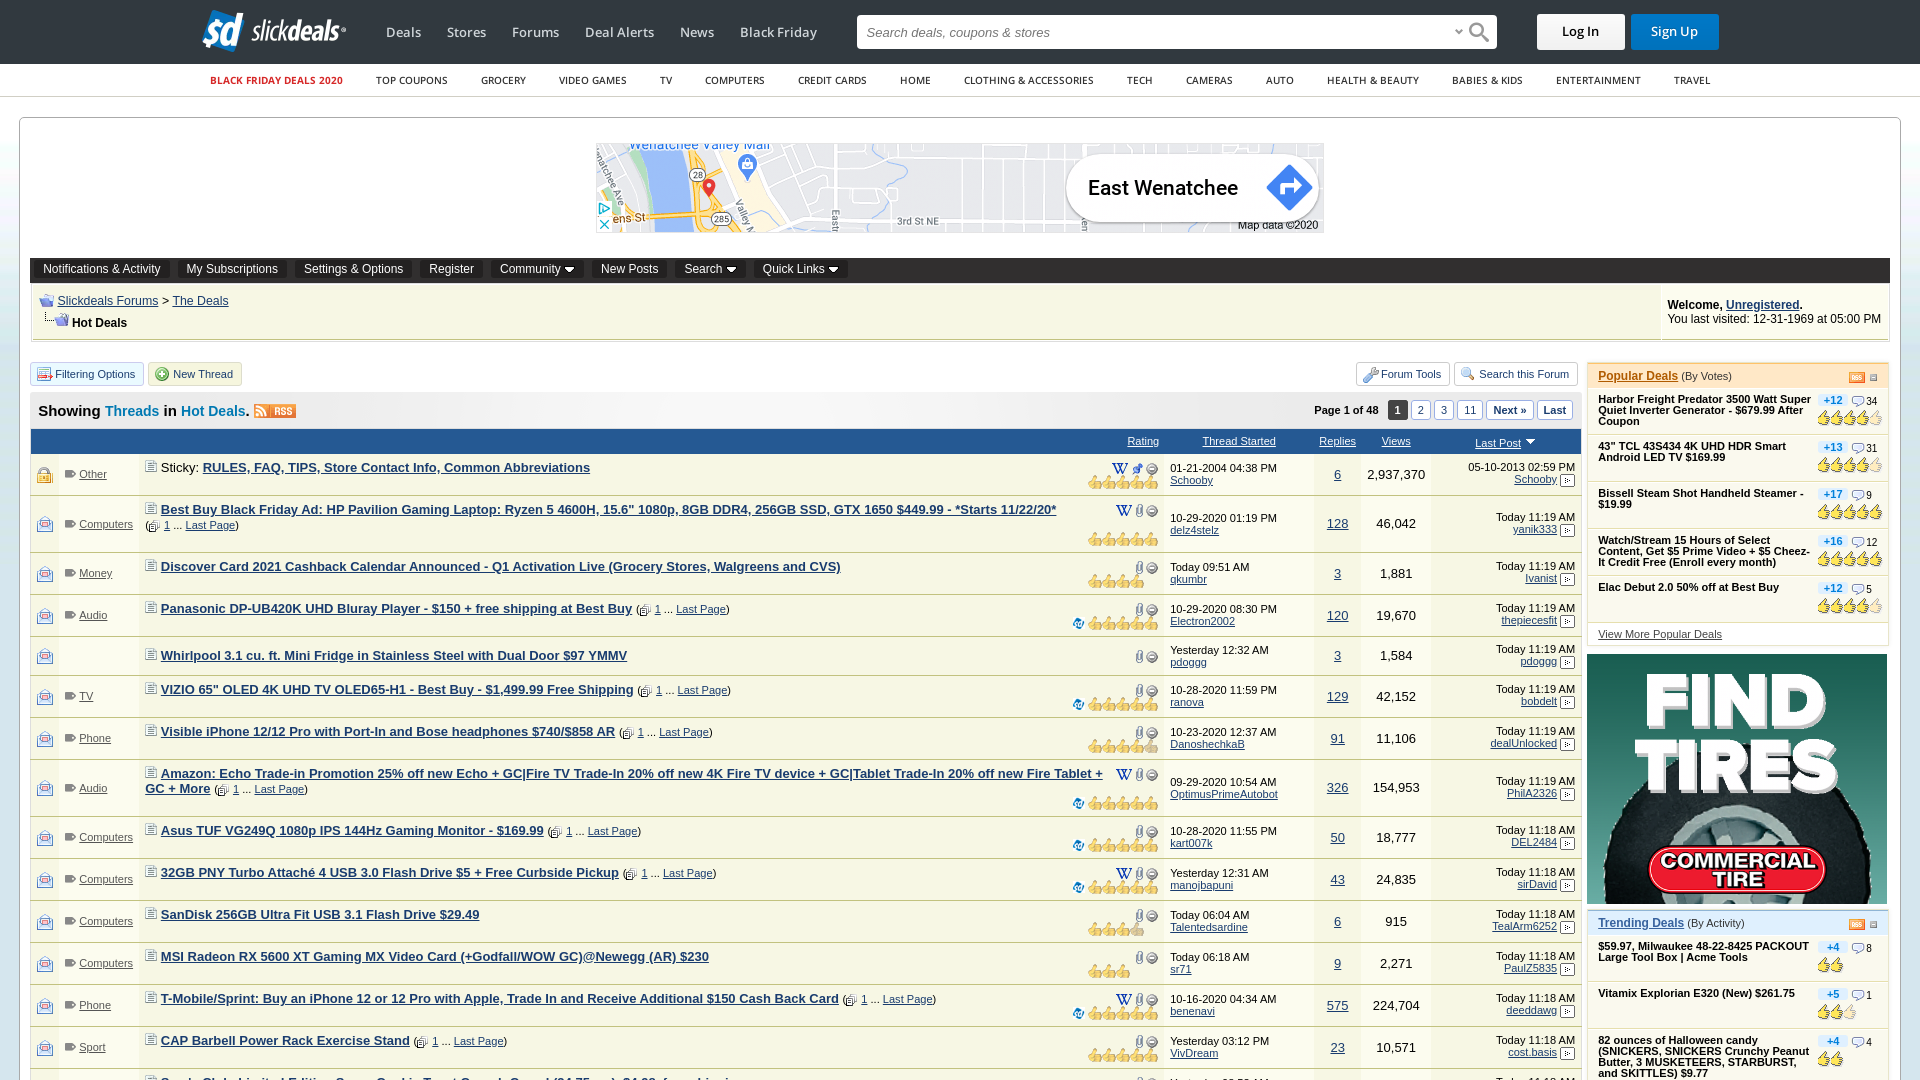 slickdeals
Deals
Stores
Forums
Deal Alerts
News
Black Friday
Search deals, coupons & stores
Log In
Sign Up
BLACK FRIDAY DEALS 2020
TOP COUPONS
GROCERY
VIDEO GAMES
TV
COMPUTERS
CREDIT CARDS
HOME
CLOTHING & ACCESSORIES
TECH
CAMERAS
AUTO
HEALTH & BEAUTY
BABIES & KIDS
ENTERTAINMENT
TRAVEL
Wenatchee Valley Mall
28
285
Valley
3rd St NE
East Wenatchee
Map data ©2020
Notifications & Activity
My Subscriptions
Settings & Options
Register
Community
New Posts
Search
Quick Links
Slickdeals Forums > The Deals
Hot Deals
Welcome, Unregistered.
You last visited: 12-31-1969 at 05:00 PM
Filtering Options
New Thread
Forum Tools
Search this Forum
Showing Threads in Hot Deals. RSS
Page 1 of 48 1 2 3 11 Next » Last
Rating Thread Started Replies Views Last Post
Other
Sticky: RULES, FAQ, TIPS, Store Contact Info, Common Abbreviations
01-21-2004 04:38 PM
Schooby
6
2,937,370
05-10-2013 02:59 PM
Schooby
Computers
Best Buy Black Friday Ad: HP Pavilion Gaming Laptop: Ryzen 5 4600H, 15.6" 1080p, 8GB DDR4, 256GB SSD, GTX 1650 $449.99 - *Starts 11/22/20*
( 1 ... Last Page)
10-29-2020 01:19 PM
delz4stelz
128
46,042
Today 11:19 AM
yanik333
Money
Discover Card 2021 Cashback Calendar Announced - Q1 Activation Live (Grocery Stores, Walgreens and CVS)
Today 09:51 AM
qkumbr
3
1,881
Today 11:19 AM
Ivanist
Audio
Panasonic DP-UB420K UHD Bluray Player - $150 + free shipping at Best Buy ( 1 ... Last Page)
10-29-2020 08:30 PM
Electron2002
120
19,670
Today 11:19 AM
thepiecesfit
Whirlpool 3.1 cu. ft. Mini Fridge in Stainless Steel with Dual Door $97 YMMV
Yesterday 12:32 AM
pdoggg
3
1,584
Today 11:19 AM
pdoggg
TV
VIZIO 65" OLED 4K UHD TV OLED65-H1 - Best Buy - $1,499.99 Free Shipping ( 1 ... Last Page)
10-28-2020 11:59 PM
ranova
129
42,152
Today 11:19 AM
bobdelt
Phone
Visible iPhone 12/12 Pro with Port-In and Bose headphones $740/$858 AR ( 1 ... Last Page)
10-23-2020 12:37 AM
DanoshechkaB
91
11,106
Today 11:19 AM
dealUnlocked
Audio
Amazon: Echo Trade-in Promotion 25% off new Echo + GC|Fire TV Trade-In 20% off new 4K Fire TV device + GC|Tablet Trade-In 20% off new Fire Tablet +
GC + More ( 1 ... Last Page)
09-29-2020 10:54 AM
OptimusPrimeAutobot
326
154,953
Today 11:19 AM
PhilA2326
Computers
Asus TUF VG249Q 1080p IPS 144Hz Gaming Monitor - $169.99 ( 1 ... Last Page)
10-28-2020 11:55 PM
kart007k
50
18,777
Today 11:18 AM
DEL2484
Computers
32GB PNY Turbo Attaché 4 USB 3.0 Flash Drive $5 + Free Curbside Pickup ( 1 ... Last Page)
Yesterday 12:31 AM
manojbapuni
43
24,835
Today 11:18 AM
sirDavid
Computers
SanDisk 256GB Ultra Fit USB 3.1 Flash Drive $29.49
Today 06:04 AM
Talentedsardine
6
915
Today 11:18 AM
TealArm6252
Computers
MSI Radeon RX 5600 XT Gaming MX Video Card (+Godfall/WOW GC)@Newegg (AR) $230
Today 06:18 AM
sr71
9
2,271
Today 11:18 AM
PaulZ5835
Phone
T-Mobile/Sprint: Buy an iPhone 12 or 12 Pro with Apple, Trade In and Receive Additional $150 Cash Back Card ( 1 ... Last Page)
10-16-2020 04:34 AM
benenavi
575
224,704
Today 11:18 AM
deeddawg
Sport
CAP Barbell Power Rack Exercise Stand ( 1 ... Last Page)
Yesterday 03:12 PM
VivDream
23
10,571
Today 11:18 AM
cost.basis
Popular Deals (By Votes)
Harbor Freight Predator 3500 Watt Super
Quiet Inverter Generator - $679.99 After
Coupon
+12 34
43" TCL 43S434 4K UHD HDR Smart
Android LED TV $169.99
+13 31
Bissell Steam Shot Handheld Steamer -
$19.99
+17 9
Watch/Stream 15 Hours of Select
Content, Get $5 Prime Video + $5 Cheez-
It Credit Free (Enroll every month)
+16 12
Elac Debut 2.0 50% off at Best Buy
+12 5
View More Popular Deals
FIND
TIRES
COMMERCIAL
TIRE
Trending Deals (By Activity)
$59.97, Milwaukee 48-22-8425 PACKOUT
Large Tool Box | Acme Tools
+4 8
Vitamix Explorian E320 (New) $261.75
+5 1
82 ounces of Halloween candy
(SNICKERS, SNICKERS Crunchy Peanut
Butter, 3 MUSKETEERS, STARBURST,
and SKITTLES) $9.77
+4 4